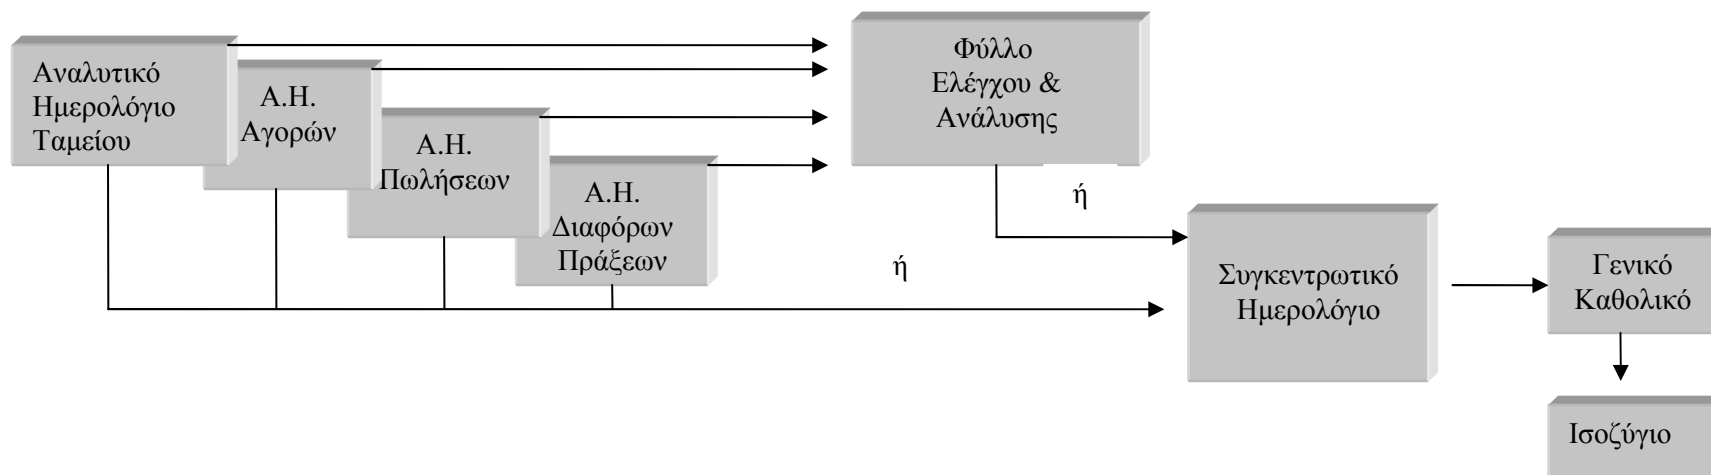 Αναλυτικό
Ημερολόγιο
Ταμείου
Α.Η.
Αγορών
Α.Η.
Πωλήσεων
Α.Η.
Διαφόρων
Πράξεων
Φύλλο
Ελέγχου &
Ανάλυσης
ή
ή
Συγκεντρωτικό
Ημερολόγιο
Γενικό
Καθολικό
Ισοζύγιο